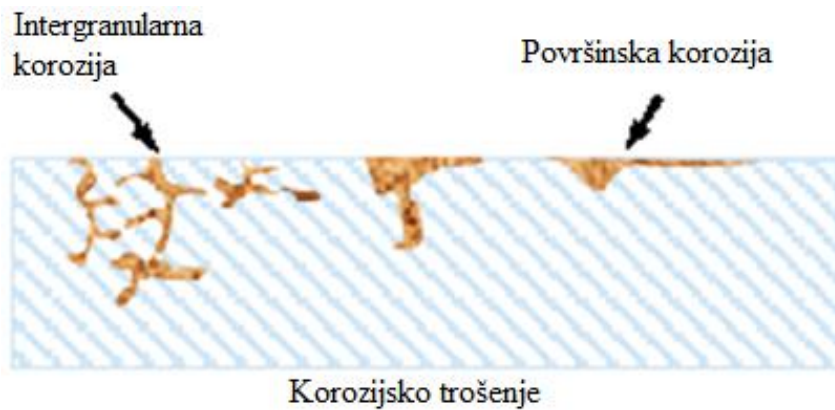 Intergranularna
korozija
Površinska korozija
Korozijsko trošenje